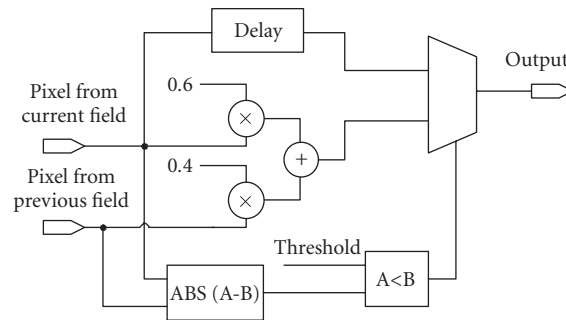 Delay
Output
0.6
Pixel from
current field
×
+
0.4
Pixel from
previous field
×
Threshold
A<B
ABS (A-B)